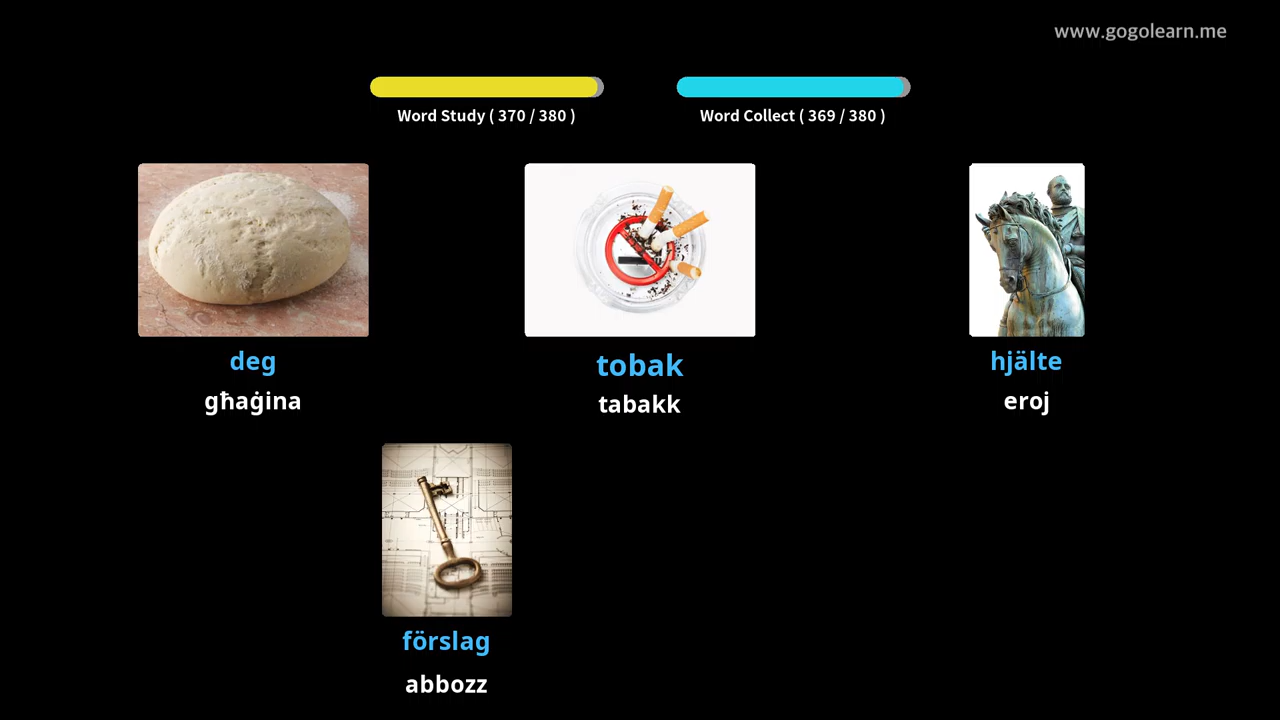 www.gogolearn.me
Word Study ( 370 / 380 )
Word Collect ( 369 / 380 )
deg
għaġina
tobak
tabakk
hjälte
eroj
förslag
abbozz